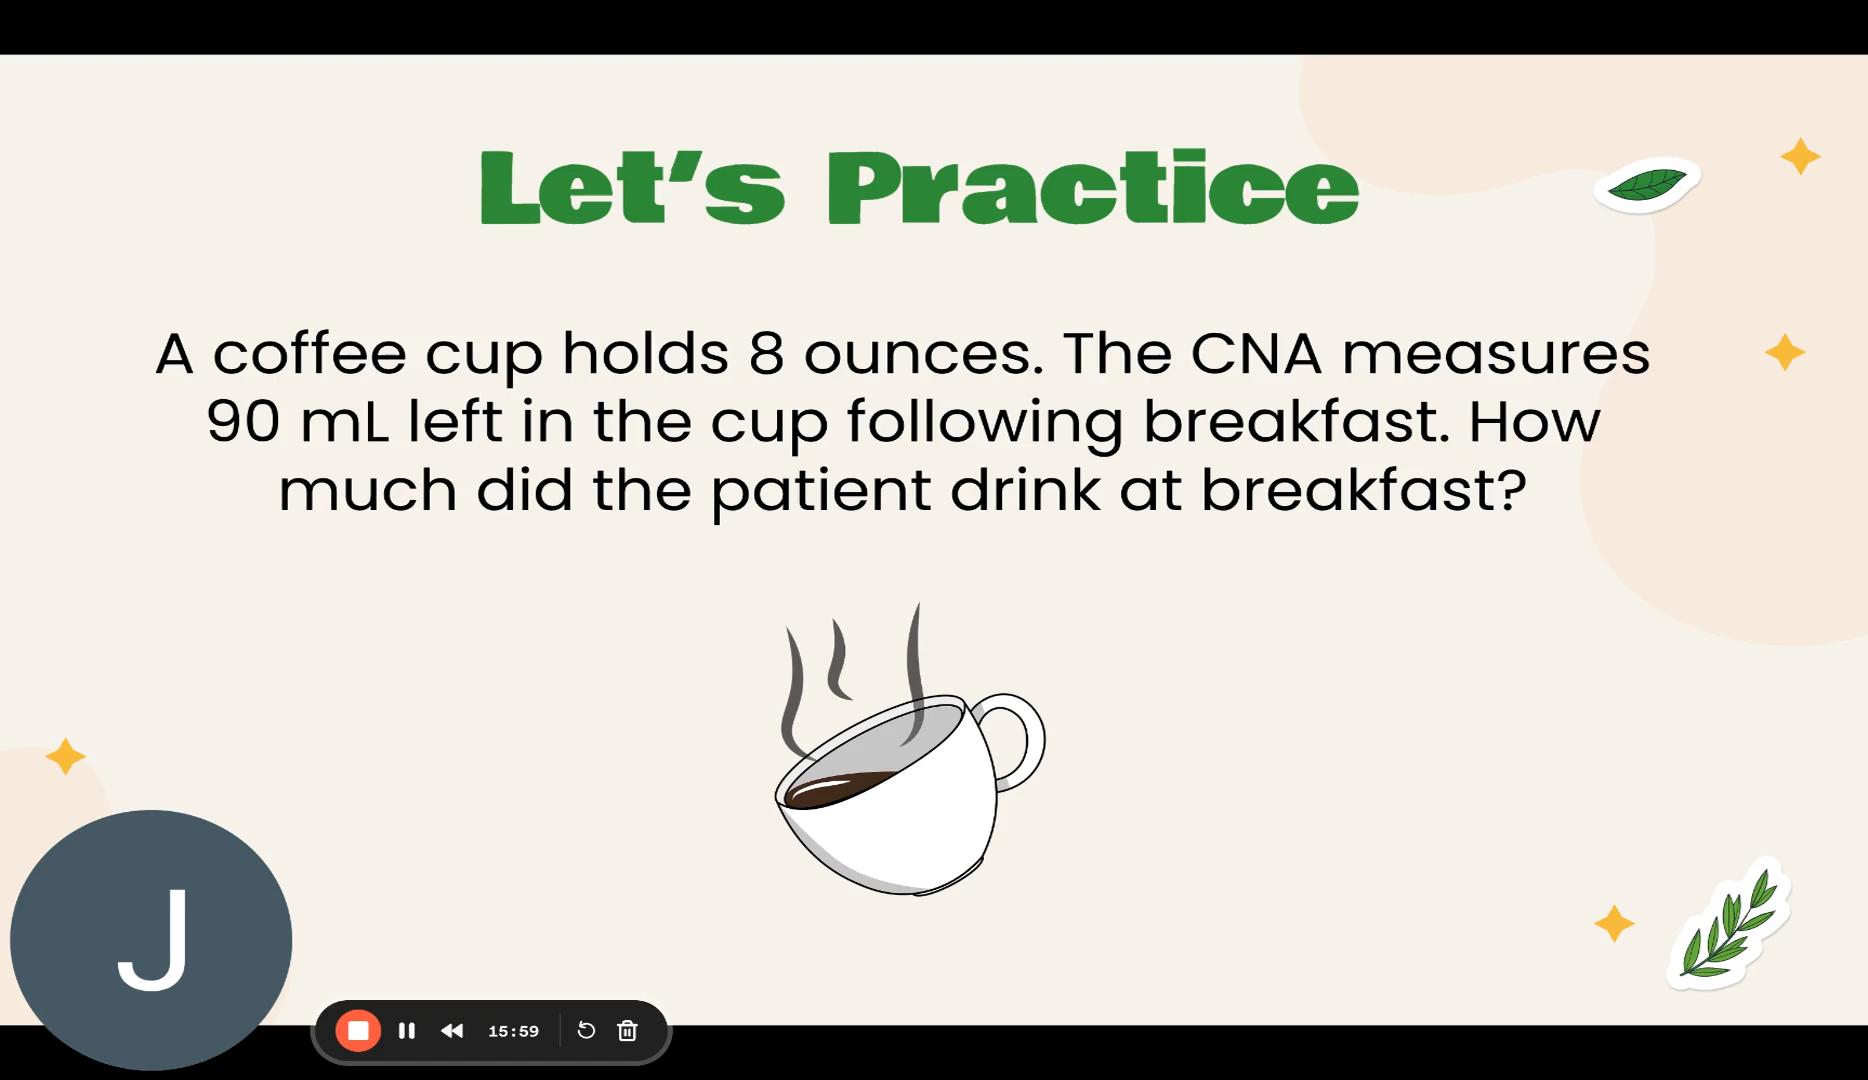 Let's Practice
A coffee cup holds 8 ounces. The CNA measures
90 mL left in the cup following breakfast. How
much did the patient drink at breakfast?
J
15:59